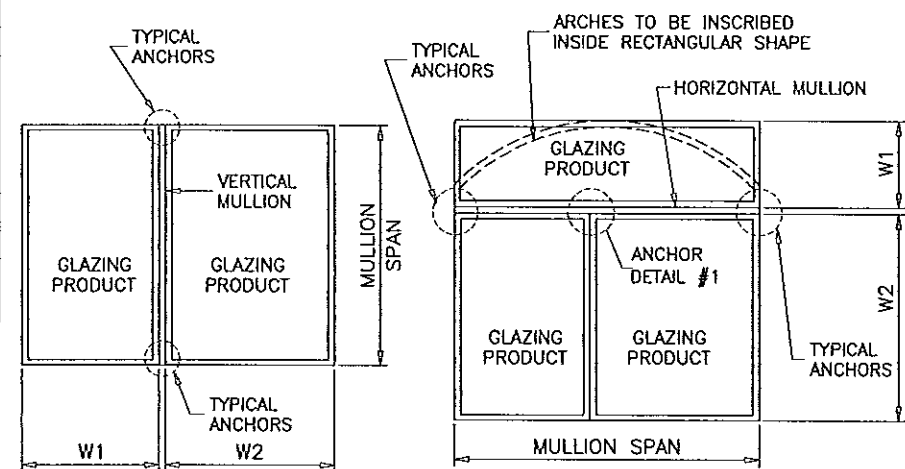 TYPICAL
ANCHORS
VERTICAL
MULLION
GLAZING
PRODUCT
GLAZING
PRODUCT
MULLION
SPAN
TYPICAL
ANCHORS
W1
W2
ARCHES TO BE INSCRIBED
INSIDE RECTANGULAR SHAPE
TYPICAL
ANCHORS
HORIZONTAL MULLION
GLAZING
PRODUCT
W1
ANCHOR
DETAIL #1
GLAZING
PRODUCT
GLAZING
PRODUCT
W2
TYPICAL
ANCHORS
MULLION SPAN